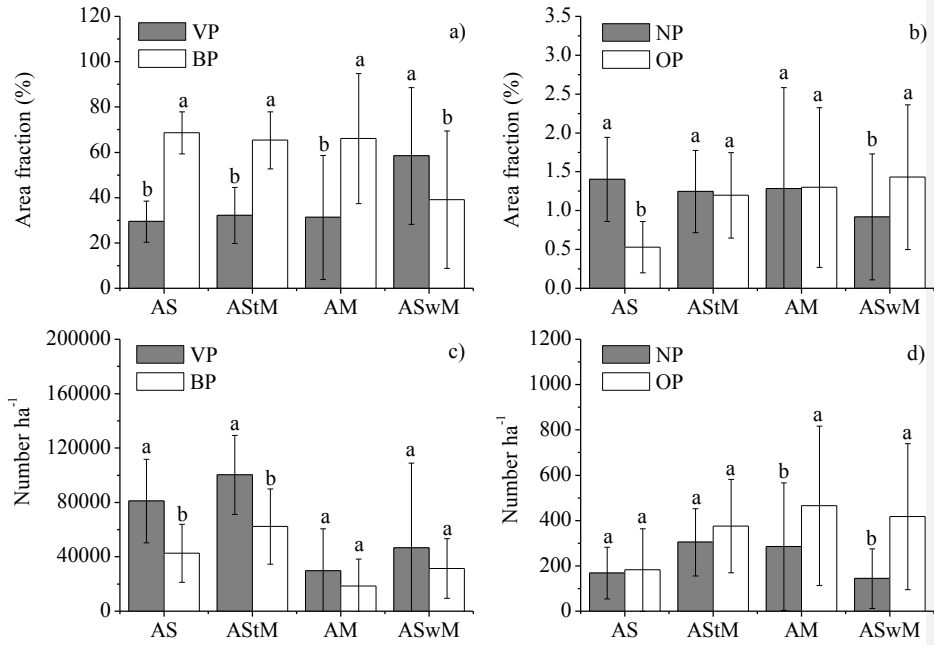 VP
BP
a)
Area fraction (%)
120
100
80
60
40
20
0
b
a
b
a
b
a
a
b
AS
AStM
AM
ASwM
NP
OP
b)
Area fraction (%)
3.5
3.0
2.5
2.0
1.5
1.0
0.5
0.0
a
b
a
a
a
a
b
a
AS
AStM
AM
ASwM
VP
BP
c)
Number ha⁻¹
200000
160000
120000
80000
40000
0
a
b
a
b
a
a
a
a
AS
AStM
AM
ASwM
NP
OP
d)
Number ha⁻¹
1200
1000
800
600
400
200
0
a
a
a
a
b
a
b
a
AS
AStM
AM
ASwM